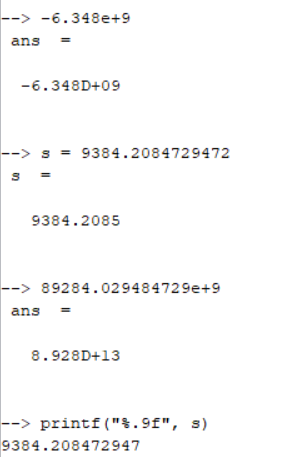 --> -6.348e+9
ans =
-6.348D+09
--> s = 9384.2084729472
s =
9384.2085
--> 89284.029484729e+9
ans =
8.928D+13
--> printf("%.9f", s)
9384.208472947